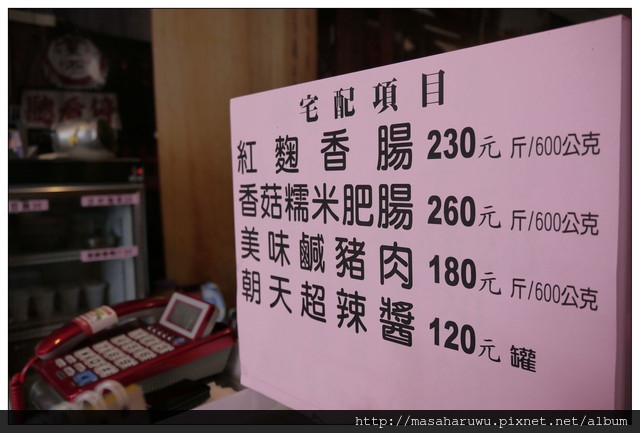 宅配項目
紅麴香腸 230元 斤/600公克
香菇糯米肥腸 260元 斤/600公克
美味鹹豬肉 180元 斤/600公克
朝天超辣醬 120元 罐
http://masaharuwu.pixnet.net/album